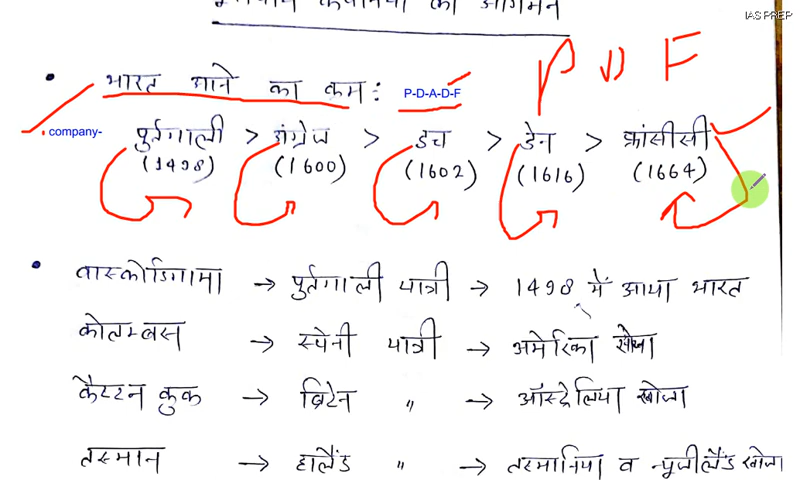 IAS PREP
का आगमन
• भारत आने का क्रम : P-D-A-D-F P D F
• company- पुर्तगाली > अंग्रेज > डच > डेन > फ्रांसीसी
(1498) (1600) (1602) (1616) (1664)
• वास्कोडिगामा → पुर्तगाली यात्री → 1498 में आया भारत
कोलम्बस → स्पेनी यात्री → अमेरिका खोजा
कैप्टन कुक → ब्रिटेन " → ऑस्ट्रेलिया खोजा
तस्मान → हालैंड " → तस्मानिया व न्यूजीलैंड खोजा